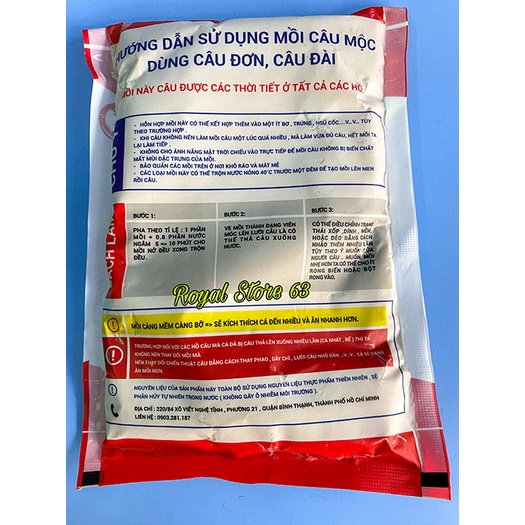 HƯỚNG DẪN SỬ DỤNG MỒI CÂU MỘC
DÙNG CÂU ĐƠN, CÂU ĐÀI
MỒI NÀY CÂU ĐƯỢC CÁC THỜI TIẾT Ở TẤT CẢ CÁC HỒ
- HỖN HỢP MỒI NÀY CÓ THỂ KẾT HỢP THÊM VÀO MỘT ÍT BƠ, TRỨNG, NGŨ CỐC....V..V... TÙY
THEO TRƯỜNG HỢP.
- KHI CÂU KHÔNG NÊN LÀM MỒI CÂU MỘT LÚC QUÁ NHIỀU, MÀ LÀM VỪA ĐỦ CÂU, HẾT MỒI TA
LẠI LÀM TIẾP.
- KHÔNG CHO ÁNH NẮNG MẶT TRỜI CHIẾU VÀO TRỰC TIẾP ĐỂ MỒI CÂU KHÔNG BỊ BIẾN CHẤT
MẤT MÙI ĐẶC TRƯNG CỦA MỒI.
- BẢO QUẢN CÁC MỒI TRÊN Ở NƠI KHÔ RÁO VÀ MÁT MẺ
- CÁC LOẠI MỒI NÀY CÓ THỂ TRỘN NƯỚC NÓNG 40°C TRƯỚC MỘT ĐÊM ĐỂ TẠO MỒI LÊN MEN
RỒI CÂU.
CÁCH LÀM
BƯỚC 1:
PHA THEO TỈ LỆ : 1 PHẦN
MỒI + 0.8 PHẦN NƯỚC
NGÂM 5 => 10 PHÚT CHO
MỒI NỞ ĐỀU XONG TRỘN
ĐỀU.
BƯỚC 2:
VE MỒI THÀNH DẠNG VIÊN
MÓC LÊN LƯỠI CÂU LÀ CÓ
THỂ THẢ CÂU XUỐNG
NƯỚC.
BƯỚC 3:
CÓ THỂ ĐIỀU CHỈNH TRẠNG
THÁI XỐP ,DÍNH, MỀM,
HOẶC DẺO BẰNG CÁCH
NHÀO THÊM NHIỀU LẦN
TÙY THEO Ý MUỐN CỦA
NGƯỜI CÂU , MUỐN MỒI
NHẸ HƠN TA CÓ THỂ CHO ÍT
RONG BIỂN HOẶC BỘT
RONG VÀO.
Royal Store 63
MỒI CÀNG MỀM CÀNG BỞ => SẼ KÍCH THÍCH CÁ ĐẾN NHIỀU VÀ ĂN NHANH HƠN.
TRƯỜNG HỢP ĐỐI VỚI CÁC HỒ CÂU MÀ CÁ ĐÃ BỊ CÂU THẢ LÊN XUỐNG NHIỀU LẦN (CÁ NHÁT , BỂ ) THÌ TA
KHÔNG NÊN THAY ĐỔI MỒI MÀ
NÊN THAY ĐỔI CHIẾN THUẬT CÂU BẰNG CÁCH THAY PHAO , DÂY CHỈ , LƯỠI CÂU NHỎ DẦN ...V..V.. CÁ SẼ DẠNG
ĂN MỒI HƠN.
NGUYÊN LIỆU CỦA SẢN PHẨM NÀY TOÀN BỘ SỬ DỤNG NGUYÊN LIỆU THỰC PHẨM THIÊN NHIÊN , SẼ
PHÂN HỦY TỰ NHIÊN TRONG NƯỚC ( KHÔNG GÂY Ô NHIỄM MÔI TRƯỜNG ).
ĐỊA CHỈ : 220/84 XÔ VIẾT NGHỆ TĨNH , PHƯỜNG 21 , QUẬN BÌNH THẠNH, THÀNH PHỐ HỒ CHÍ MINH
LIÊN HỆ : 0903.281.187